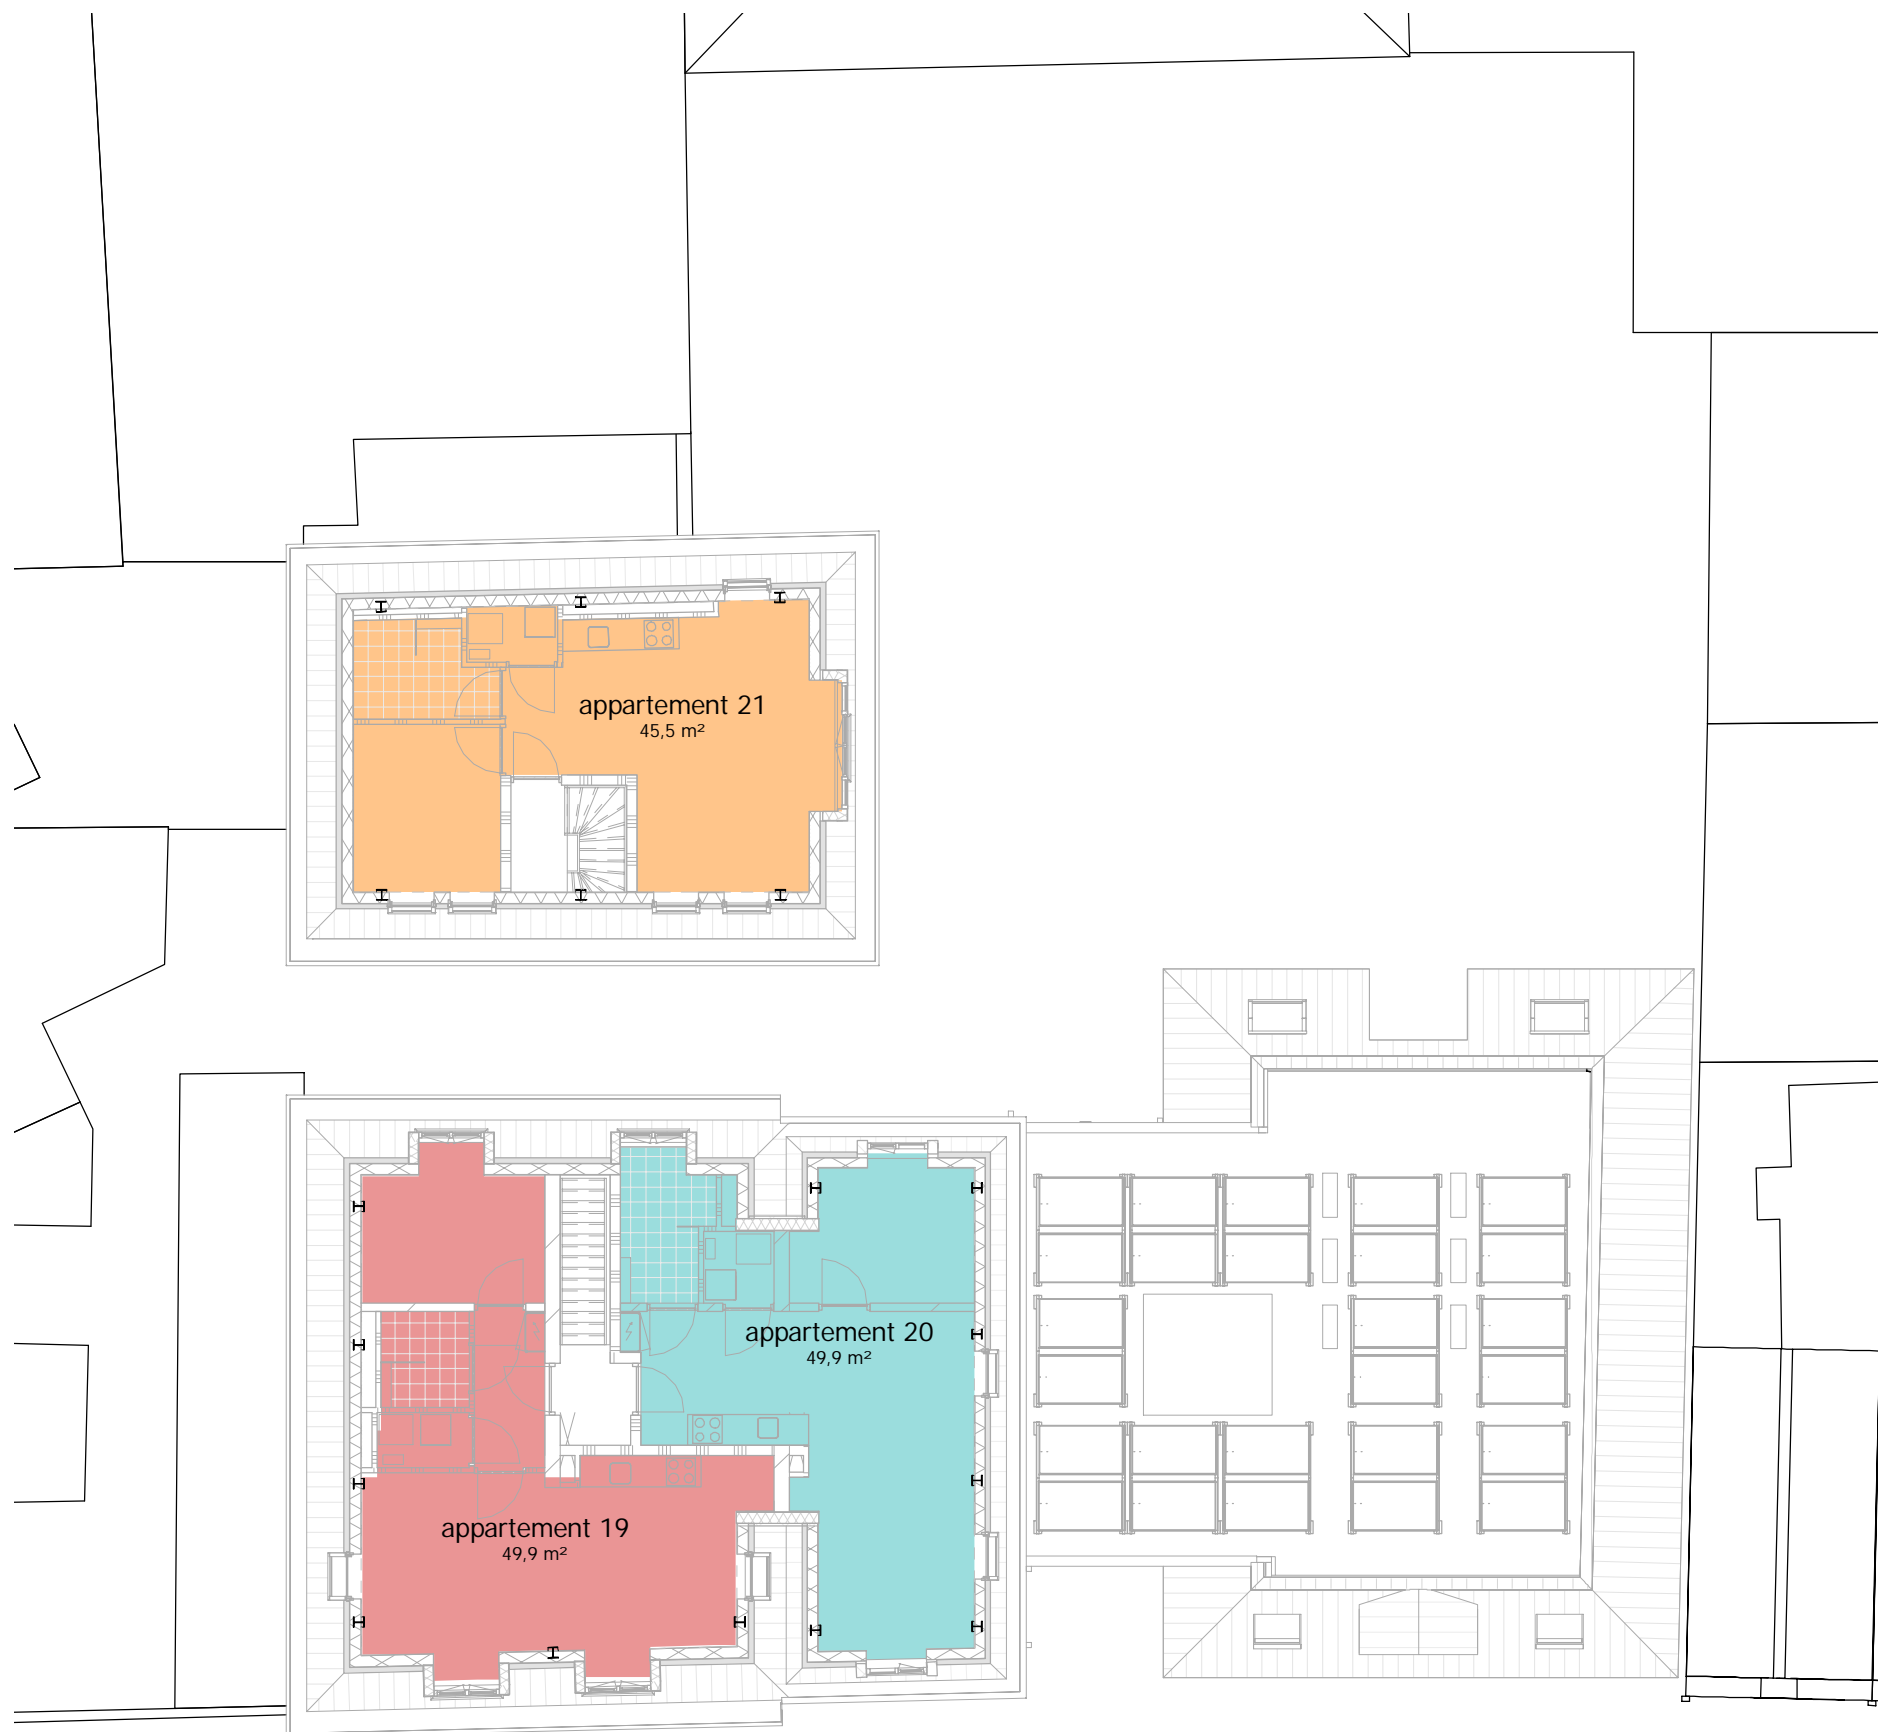 appartement 21
45,5 m²
appartement 20
49,9 m²
appartement 19
49,9 m²